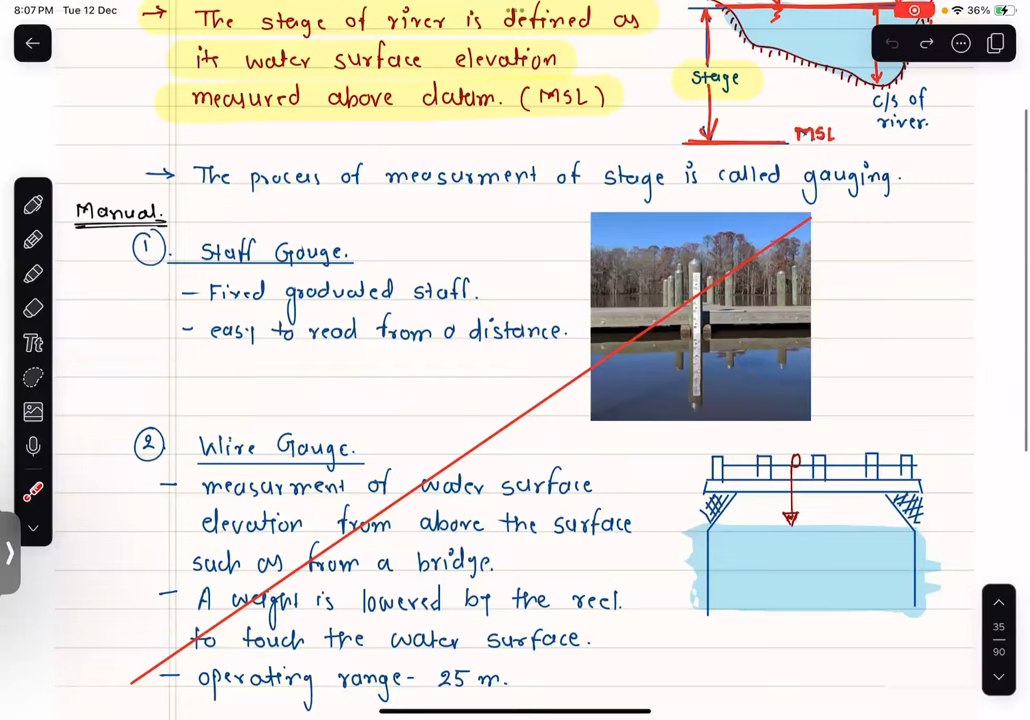 8:07 PM Tue 12 Dec
36%
→ The stage of river is defined as
its water surface elevation
measured above datam. (MSL)
Stage
c/s of
river.
MSL
→ The process of measurment of stage is called gauging.
Manual.
1. Staff Gauge.
- Fixed graduated staff.
- easy to read from a distance.
2 Wire Gauge.
- measurment of water surface
elevation from above the surface
such as from a bridge.
- A weight is lowered by the reel.
to touch the water surface.
- operating range- 25 m.
Tt
35
90